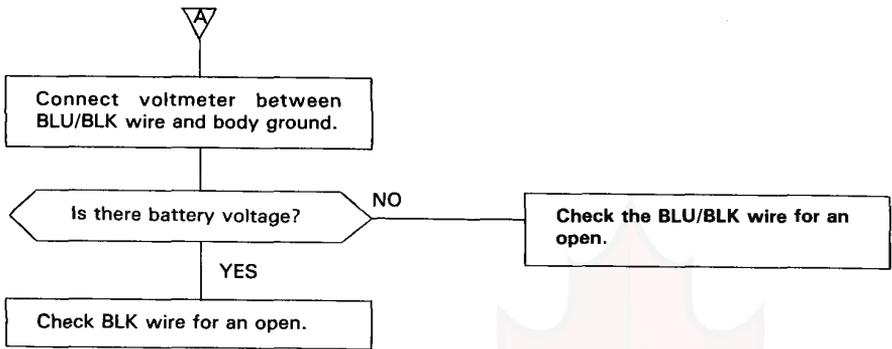 A
Connect voltmeter between
BLU/BLK wire and body ground.
Is there battery voltage?
NO
Check the BLU/BLK wire for an
open.
YES
Check BLK wire for an open.